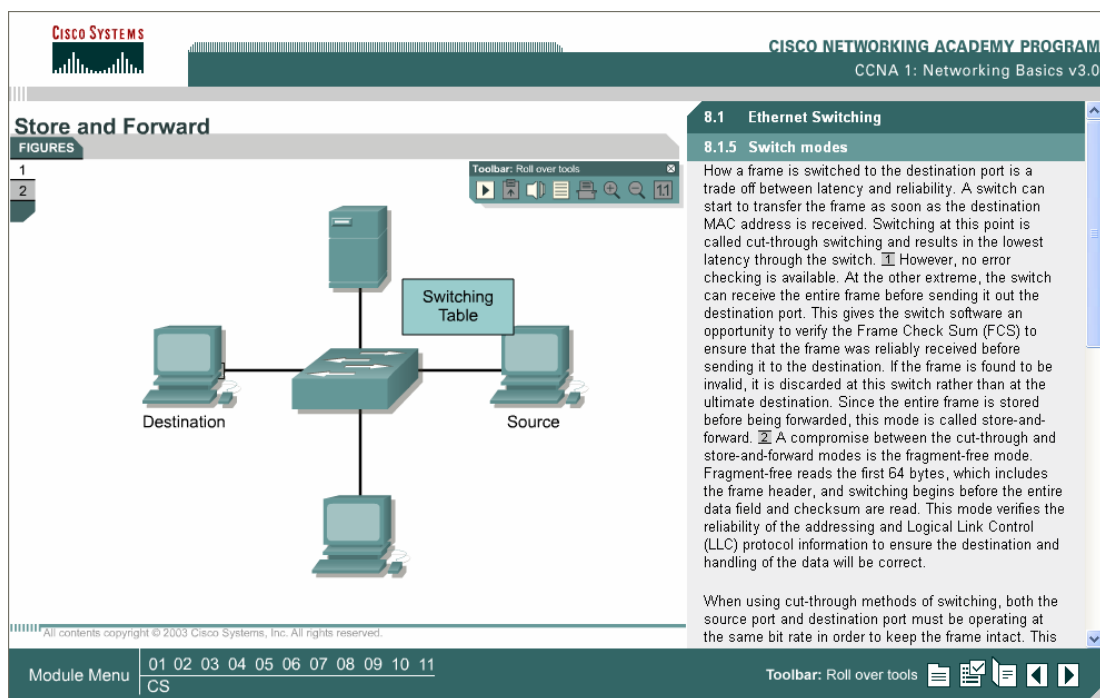 CISCO SYSTEMS
CISCO NETWORKING ACADEMY PROGRAM
CCNA 1: Networking Basics v3.0
Store and Forward
FIGURES
1
2
Toolbar: Roll over tools
1:1
Switching
Table
Destination
Source
All contents copyright © 2003 Cisco Systems, Inc. All rights reserved.
8.1 Ethernet Switching
8.1.5 Switch modes
How a frame is switched to the destination port is a
trade off between latency and reliability. A switch can
start to transfer the frame as soon as the destination
MAC address is received. Switching at this point is
called cut-through switching and results in the lowest
latency through the switch. 1 However, no error
checking is available. At the other extreme, the switch
can receive the entire frame before sending it out the
destination port. This gives the switch software an
opportunity to verify the Frame Check Sum (FCS) to
ensure that the frame was reliably received before
sending it to the destination. If the frame is found to be
invalid, it is discarded at this switch rather than at the
ultimate destination. Since the entire frame is stored
before being forwarded, this mode is called store-and-
forward. 2 A compromise between the cut-through and
store-and-forward modes is the fragment-free mode.
Fragment-free reads the first 64 bytes, which includes
the frame header, and switching begins before the entire
data field and checksum are read. This mode verifies the
reliability of the addressing and Logical Link Control
(LLC) protocol information to ensure the destination and
handling of the data will be correct.
When using cut-through methods of switching, both the
source port and destination port must be operating at
the same bit rate in order to keep the frame intact. This
Module Menu
01 02 03 04 05 06 07 08 09 10 11
CS
Toolbar: Roll over tools